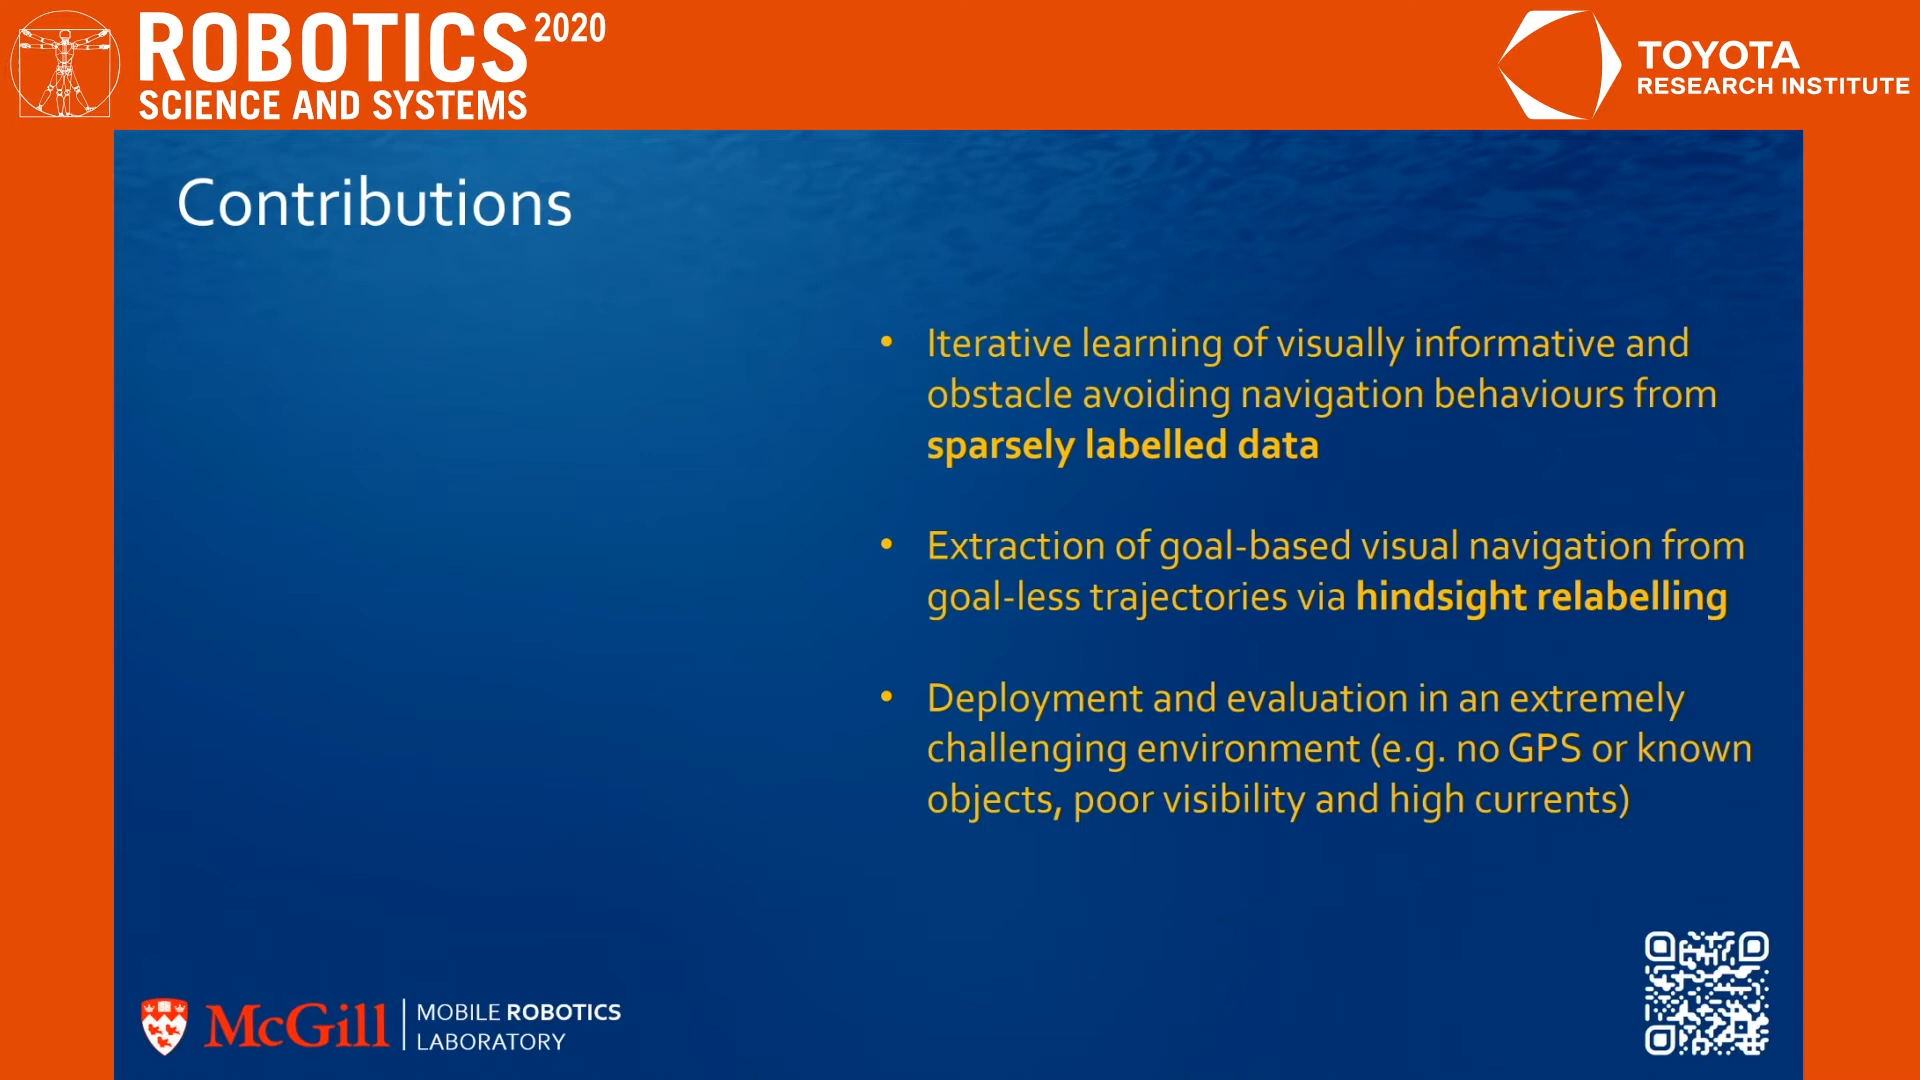 ROBOTICS 2020
SCIENCE AND SYSTEMS
TOYOTA
RESEARCH INSTITUTE
Contributions
• Iterative learning of visually informative and
obstacle avoiding navigation behaviours from
sparsely labelled data
• Extraction of goal-based visual navigation from
goal-less trajectories via hindsight relabelling
• Deployment and evaluation in an extremely
challenging environment (e.g. no GPS or known
objects, poor visibility and high currents)
McGill
MOBILE ROBOTICS
LABORATORY